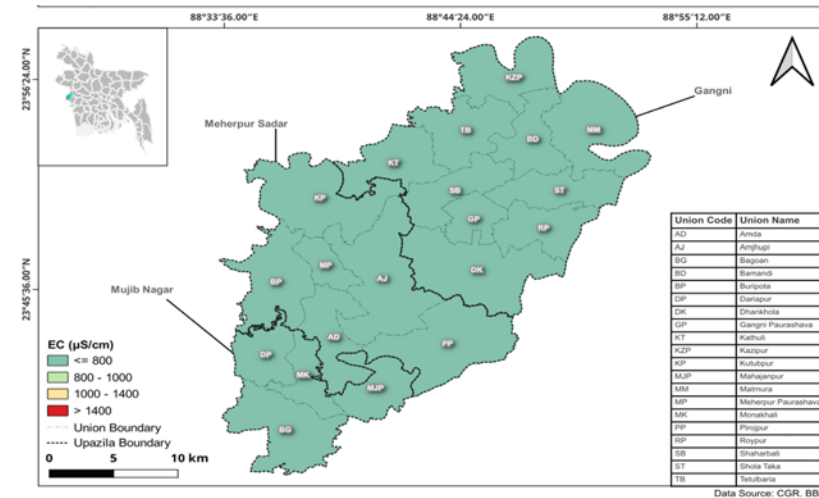 88°33'36.00"E 88°44'24.00"E 88°55'12.00"E
23°56'24.00"N
23°45'36.00"N
Gangni
Meherpur Sadar
Mujib Nagar
KZP
TB
BD
MM
KT
SB
ST
KP
GP
RP
MP
AJ
DK
BP
AD
PP
DP
MK
MJP
BG
EC (µS/cm)
<= 800
800 - 1000
1000 - 1400
> 1400
Union Boundary
Upazila Boundary
0 5 10 km
Union Code Union Name
AD Amda
AJ Amjhupi
BG Bagoan
BD Bamandi
BP Buripota
DP Dariapur
DK Dhankhola
GP Gangni Paurashava
KT Kathuli
KZP Kazipur
KP Kutubpur
MJP Mahajanpur
MM Matmura
MP Meherpur Paurashava
MK Monakhali
PP Pirojpur
RP Roypur
SB Shaharbati
ST Shola Taka
TB Tetulbaria
Data Source: CGR. BB